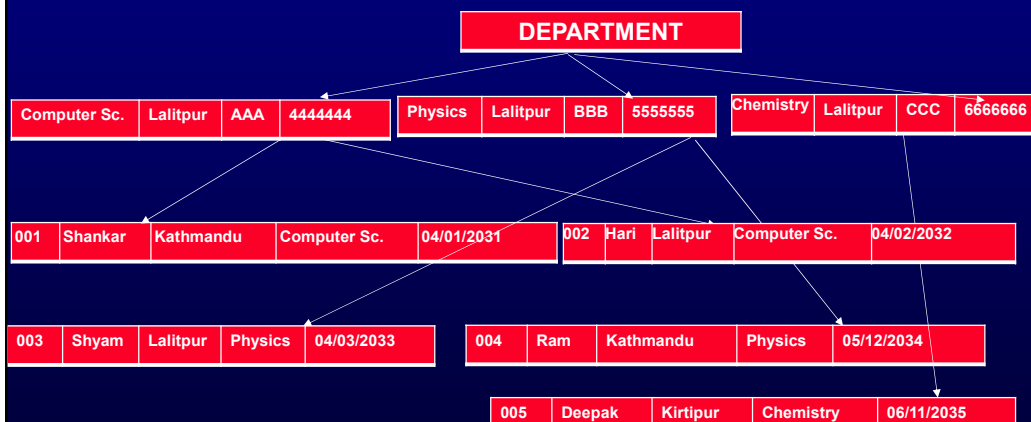 DEPARTMENT
Computer Sc. Lalitpur AAA 4444444
Physics Lalitpur BBB 5555555
Chemistry Lalitpur CCC 6666666
001 Shankar Kathmandu Computer Sc. 04/01/2031
002 Hari Lalitpur Computer Sc. 04/02/2032
003 Shyam Lalitpur Physics 04/03/2033
004 Ram Kathmandu Physics 05/12/2034
005 Deepak Kirtipur Chemistry 06/11/2035